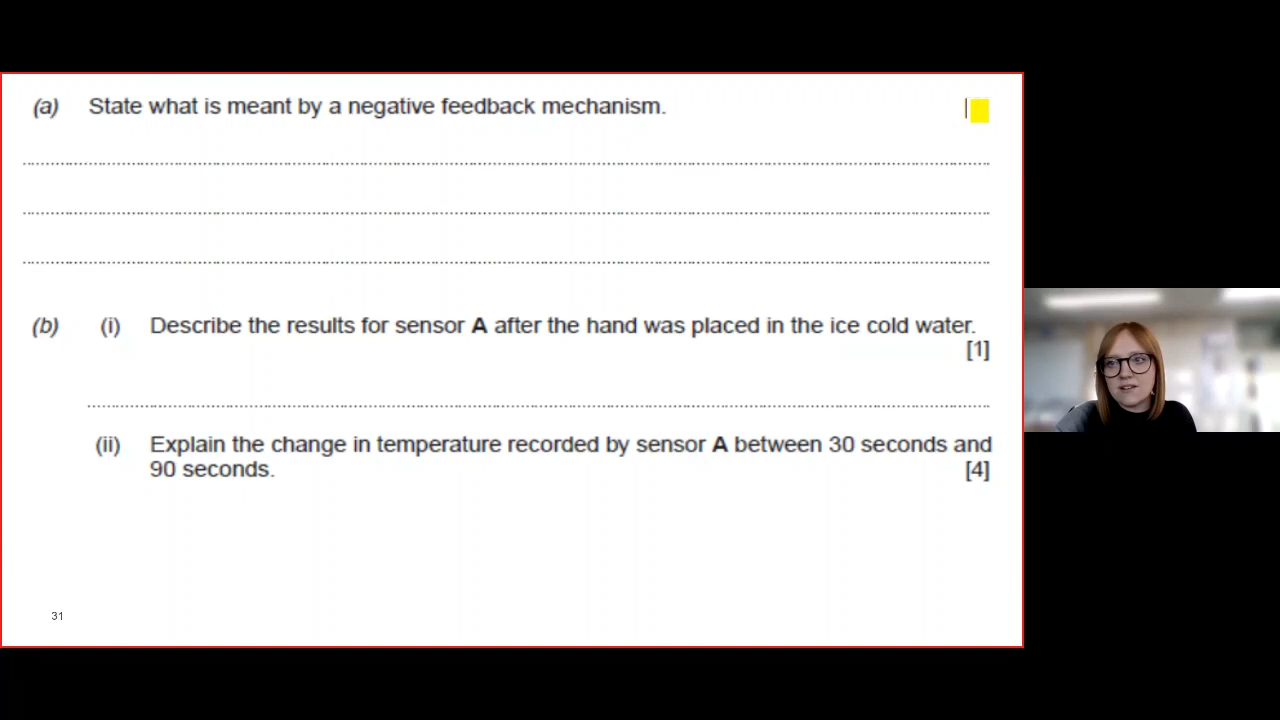 (a) State what is meant by a negative feedback mechanism. [
(b) (i) Describe the results for sensor A after the hand was placed in the ice cold water.
[1]
(ii) Explain the change in temperature recorded by sensor A between 30 seconds and
90 seconds. [4]
31